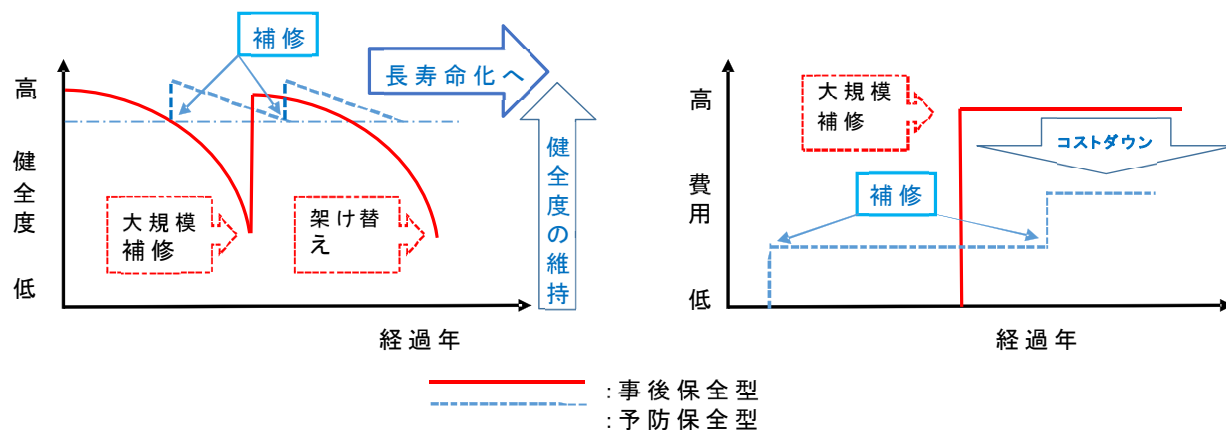 補修
長寿命化へ
高
健全度
低
大規模
補修
架け替
え
健全度の維持
経過年
高
費用
低
大規模
補修
コストダウン
補修
経過年
:事後保全型
:予防保全型